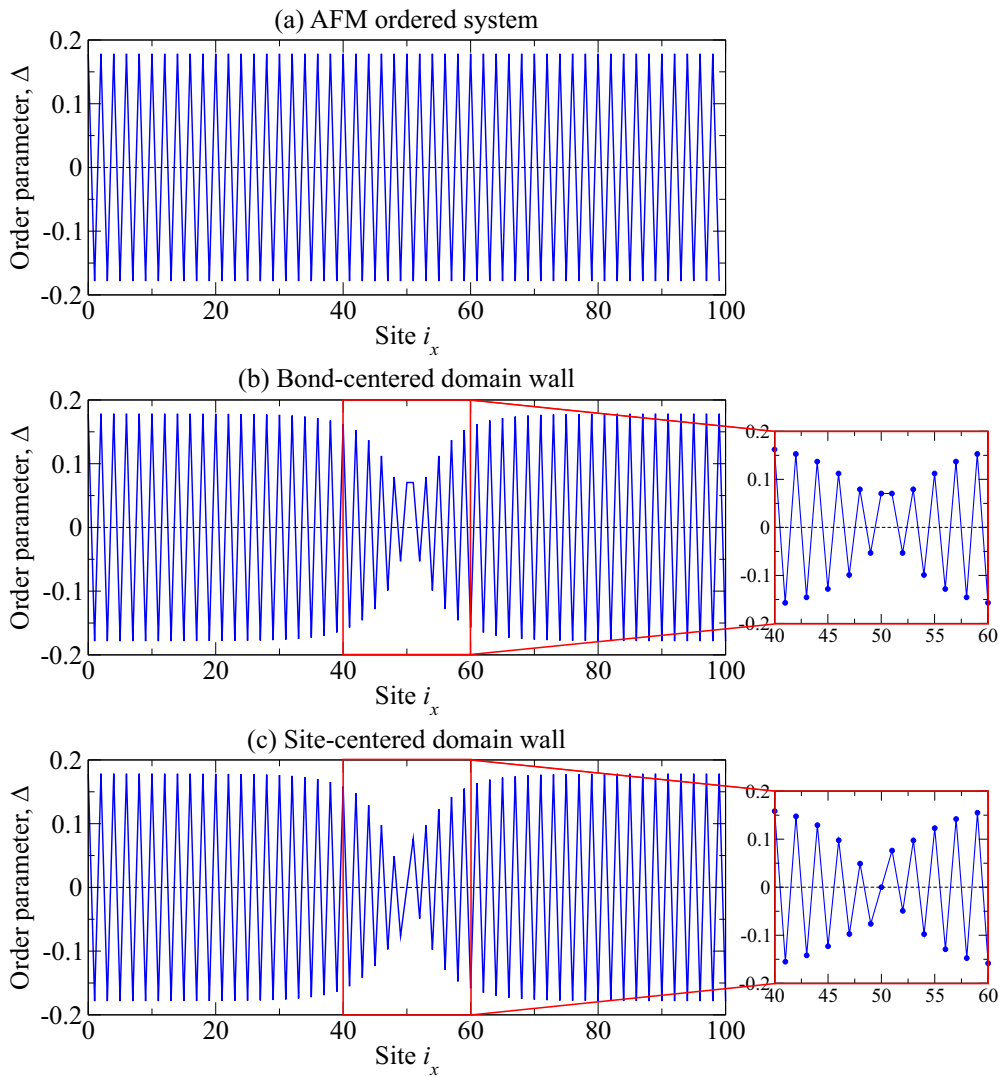 (a) AFM ordered system
Order parameter, Δ
0.2
0.1
0
-0.1
-0.2
0 20 40 60 80 100
Site i_x
(b) Bond-centered domain wall
Order parameter, Δ
0.2
0.1
0
-0.1
-0.2
0 20 40 60 80 100
Site i_x
0.2
0.1
0
-0.1
-0.2
40 45 50 55 60
(c) Site-centered domain wall
Order parameter, Δ
0.2
0.1
0
-0.1
-0.2
0 20 40 60 80 100
Site i_x
0.2
0.1
0
-0.1
-0.2
40 45 50 55 60